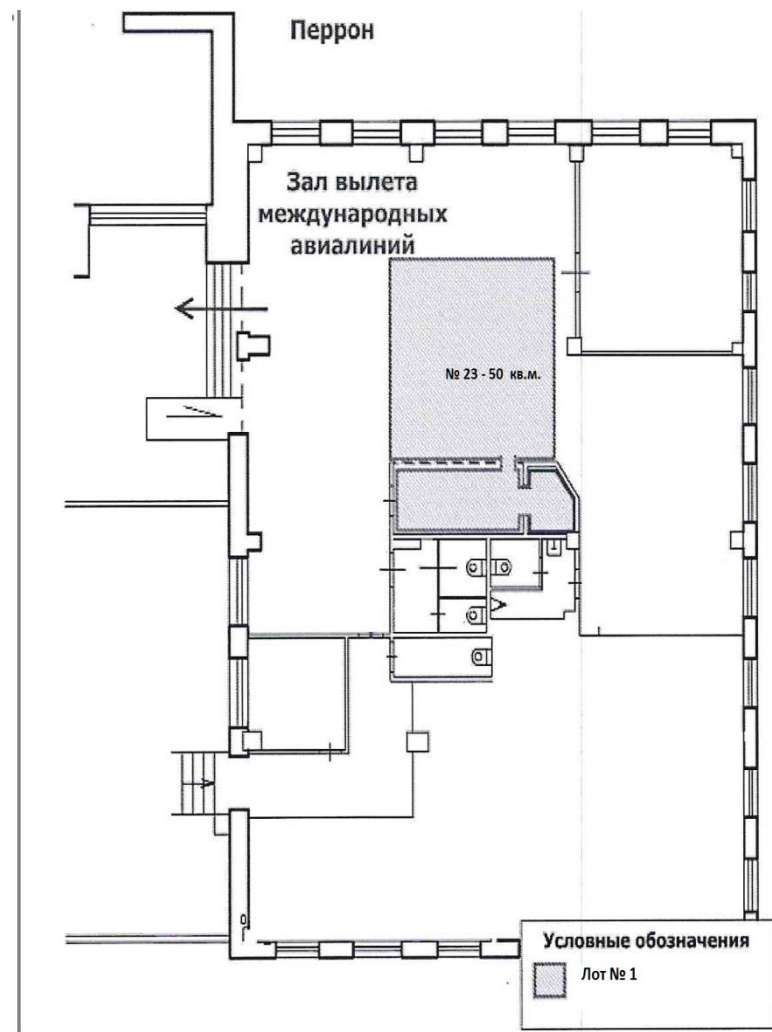 Перрон
Зал вылета
международных
авиалиний
№ 23 - 50 кв.м.
Условные обозначения
Лот № 1